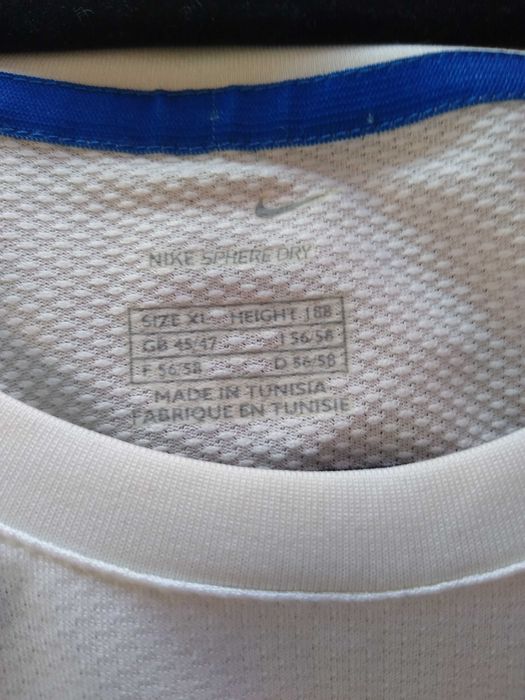 NIKE SPHERE DRY
SIZE XL HEIGHT 188
GB 45/47 I 56/58
F 56/58 D 56/58
MADE IN TUNISIA
FABRIQUE EN TUNISIE